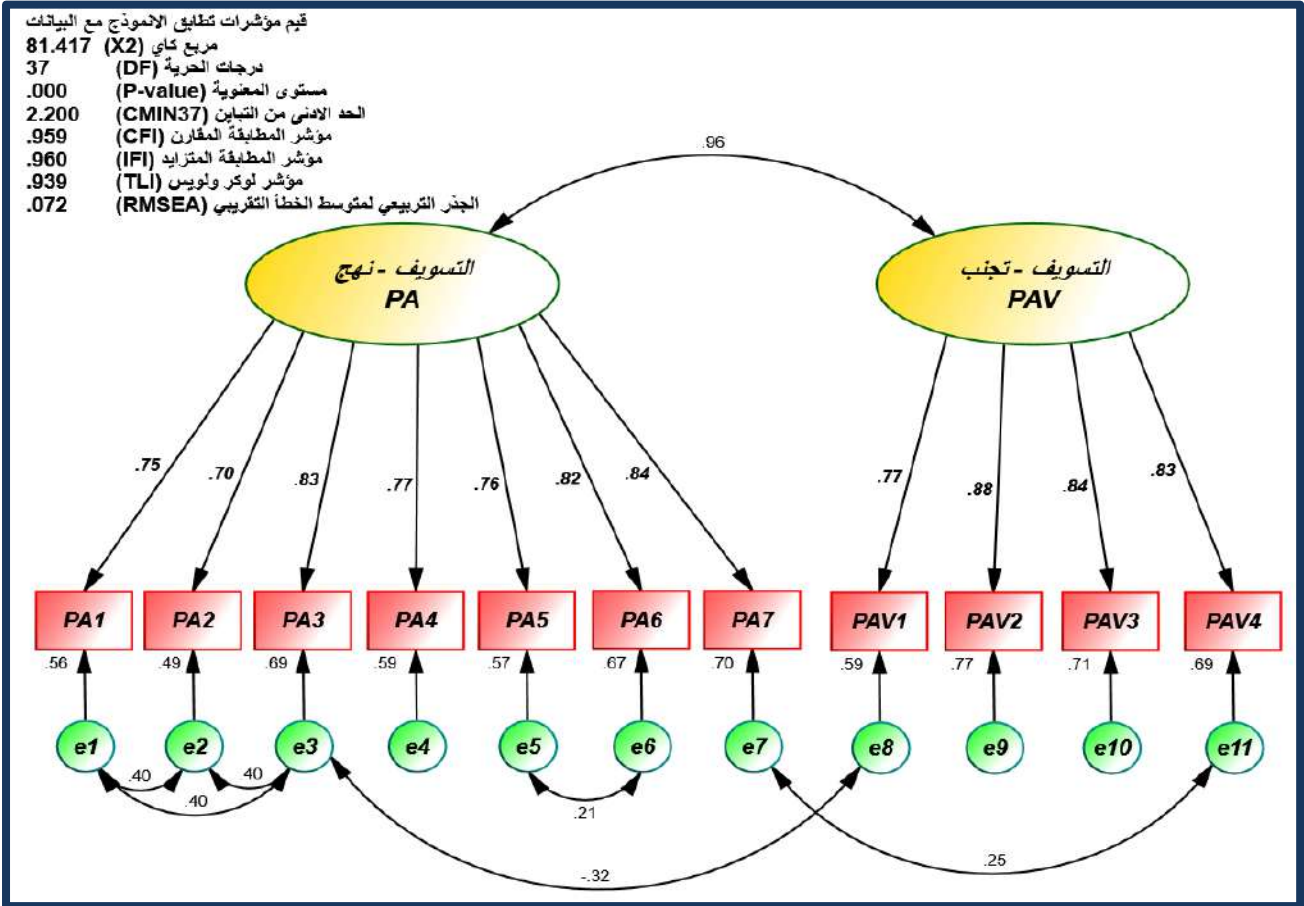 قيم مؤشرات تطابق الانموذج مع البيانات
مربع كاي (X2) 81.417
درجات الحرية (DF) 37
مستوى المعنوية (P-value) .000
الحد الادنى من التباين (CMIN37) 2.200
مؤشر المطابقة المقارن (CFI) .959
مؤشر المطابقة المتزايد (IFI) .960
مؤشر لوكر ولويس (TLI) .939
الجذر التربيعي لمتوسط الخطأ التقريبي (RMSEA) .072
.96
التسويف - نهج
PA
التسويف - تجنب
PAV
.75 .70 .83 .77 .76 .82 .84 .77 .88 .84 .83
PA1 PA2 PA3 PA4 PA5 PA6 PA7 PAV1 PAV2 PAV3 PAV4
.56 .49 .69 .59 .57 .67 .70 .59 .77 .71 .69
e1 e2 e3 e4 e5 e6 e7 e8 e9 e10 e11
.40 .40
.40 .21
-.32 .25